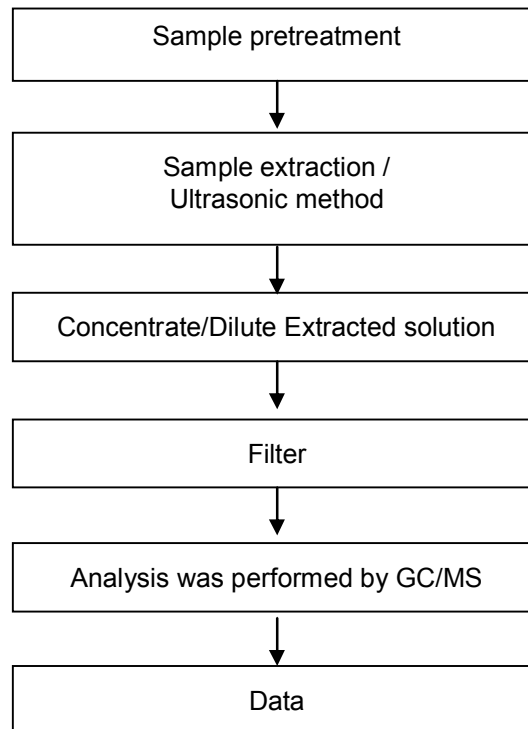 Sample pretreatment
Sample extraction /
Ultrasonic method
Concentrate/Dilute Extracted solution
Filter
Analysis was performed by GC/MS
Data